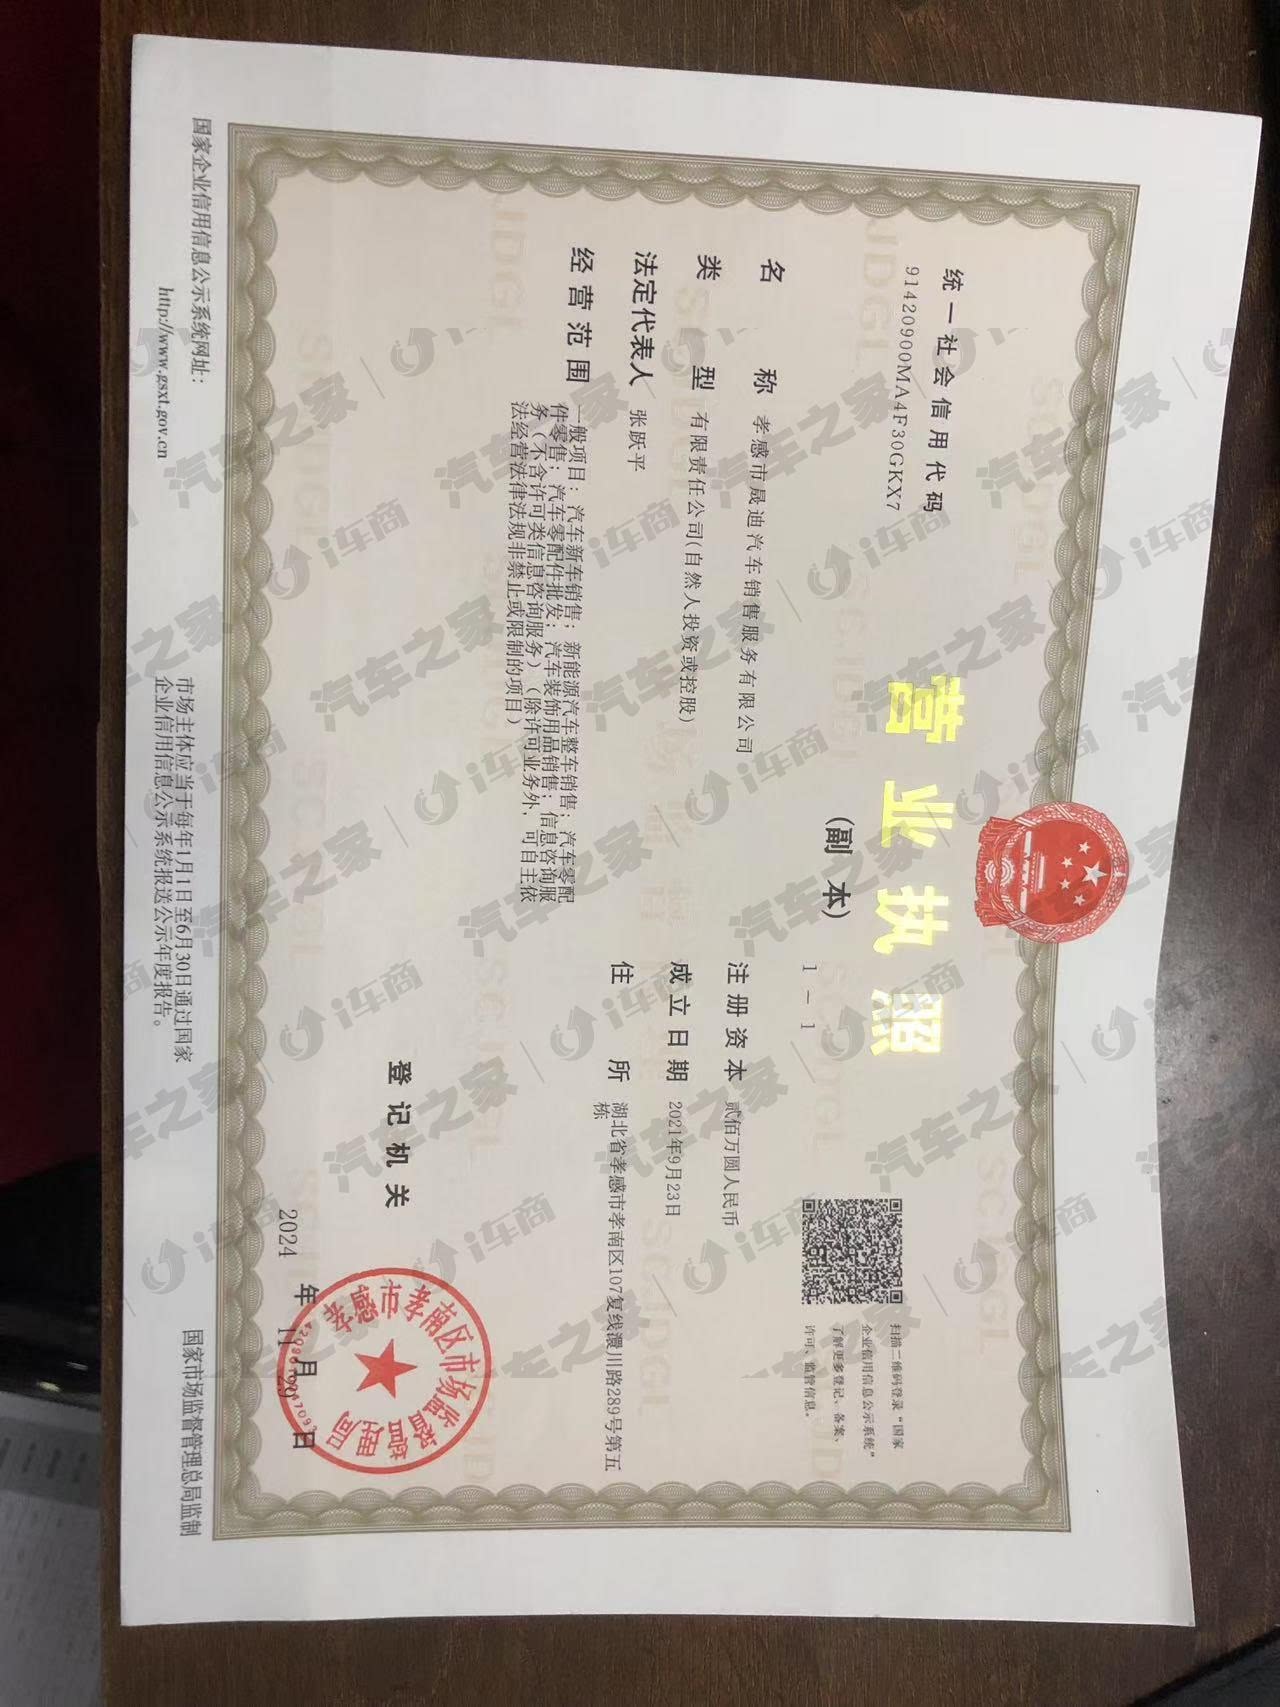 营业执照
(副 本)
1-1
统一社会信用代码
91420900MA4F30GKX7
扫描二维码登录“国家
企业信用信息公示系统”
了解更多登记、备案、
许可、监管信息。
名 称 孝感市晟迪汽车销售服务有限公司
类 型 有限责任公司(自然人投资或控股)
法定代表人 张跃平
经营范围 一般项目：汽车新车销售；新能源汽车整车销售；汽车零配
件零售；汽车零配件批发；汽车装饰用品销售；信息咨询服
务（不含许可类信息咨询服务）（除许可业务外，可自主依
法经营法律法规非禁止或限制的项目）
注册资本 贰佰万圆人民币
成立日期 2021年9月23日
住 所 湖北省孝感市孝南区107复线澴川路289号第五
栋
登记机关
孝感市孝南区市场监督管理局
2024 年 11 月 29 日
国家企业信用信息公示系统网址：
http://www.gsxt.gov.cn
市场主体应当于每年1月1日至6月30日通过国家
企业信用信息公示系统报送公示年度报告。
国家市场监督管理总局监制
汽车之家 | i车商